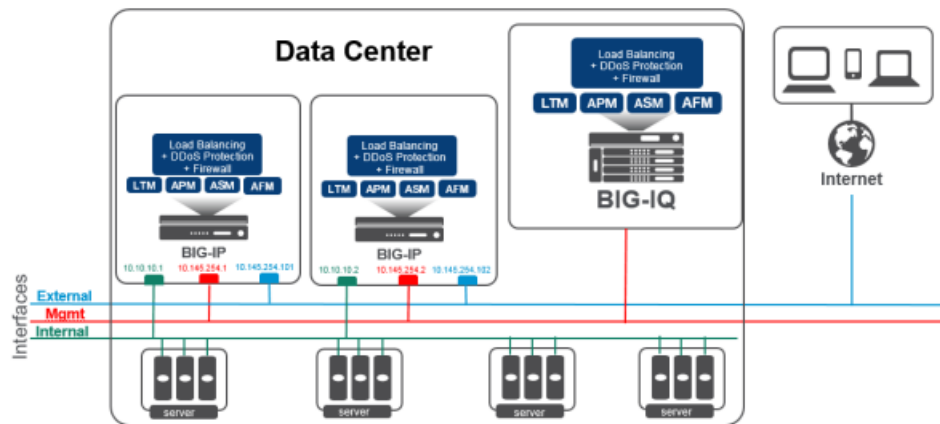 Data Center
Load Balancing
+ DDoS Protection
+ Firewall
LTM APM ASM AFM
BIG-IQ
Load Balancing
+ DDoS Protection
+ Firewall
LTM APM ASM AFM
BIG-IP
10.10.10.1 10.145.254.1 10.145.254.101
Load Balancing
+ DDoS Protection
+ Firewall
LTM APM ASM AFM
BIG-IP
10.10.10.2 10.145.254.2 10.145.254.102
Internet
Interfaces
External
Mgmt
Internal
server
server
server
server